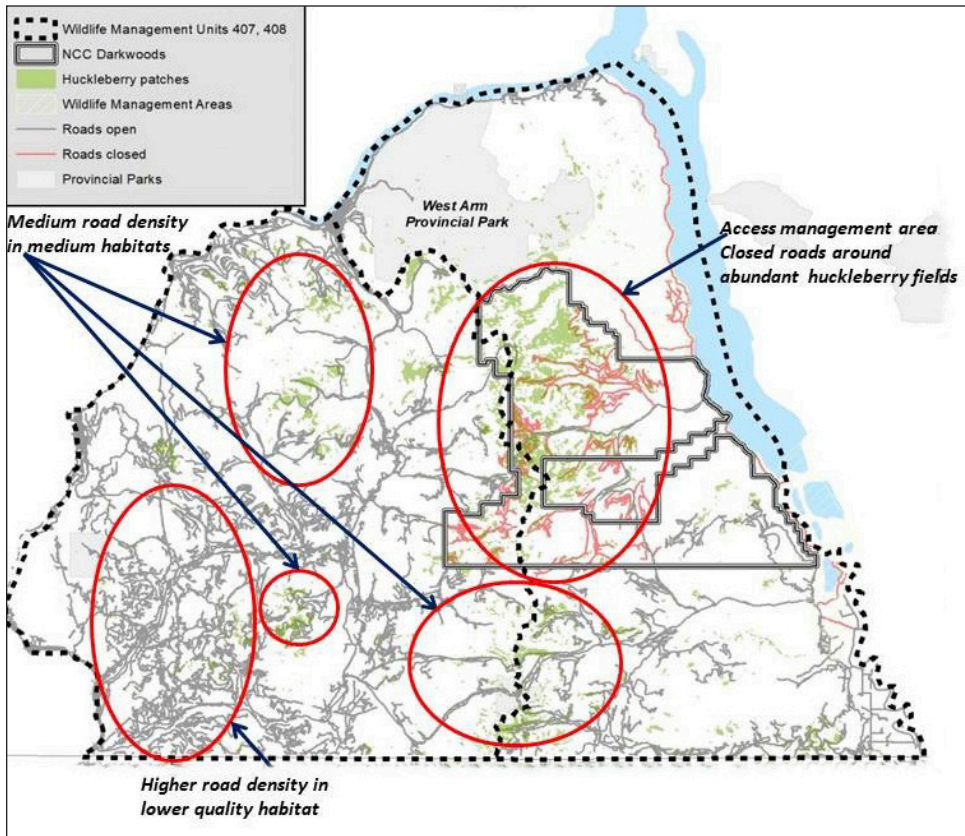 Wildlife Management Units 407, 408
NCC Darkwoods
Huckleberry patches
Wildlife Management Areas
Roads open
Roads closed
Provincial Parks
Medium road density
in medium habitats
West Arm
Provincial Park
Access management area
Closed roads around
abundant huckleberry fields
Higher road density in
lower quality habitat